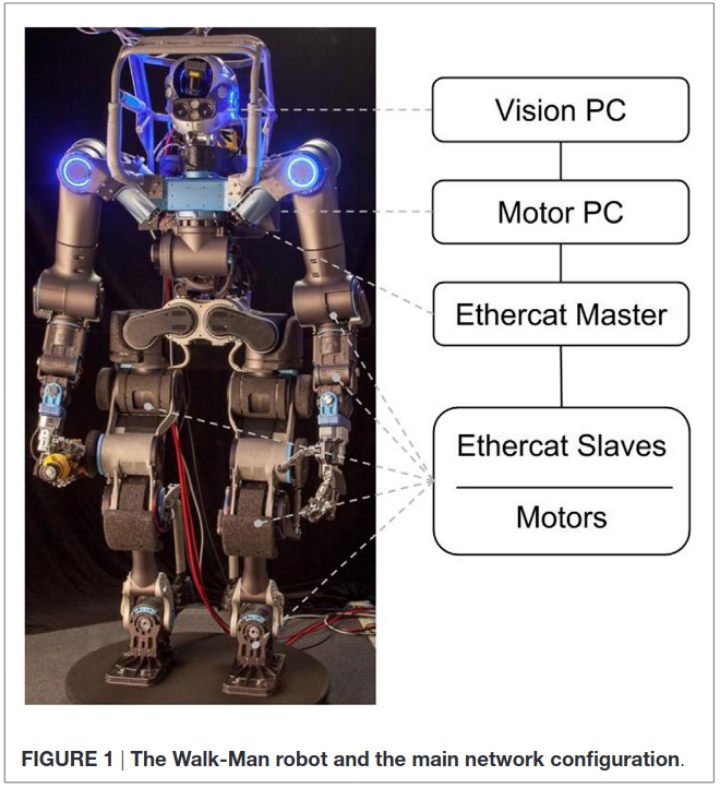 Vision PC
Motor PC
Ethercat Master
Ethercat Slaves
Motors
FIGURE 1 | The Walk-Man robot and the main network configuration.